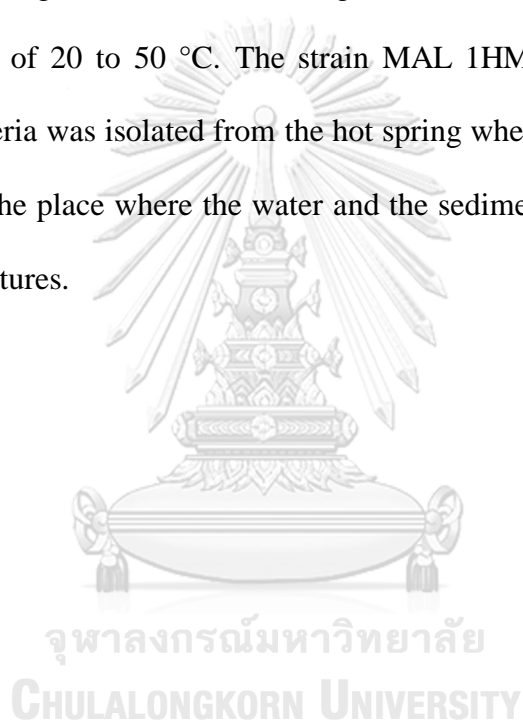 of 20 to 50 °C. The strain MAL 1HM
eria was isolated from the hot spring whe
he place where the water and the sedime
tures.
จุฬาลงกรณ์มหาวิทยาลัย
CHULALONGKORN UNIVERSITY